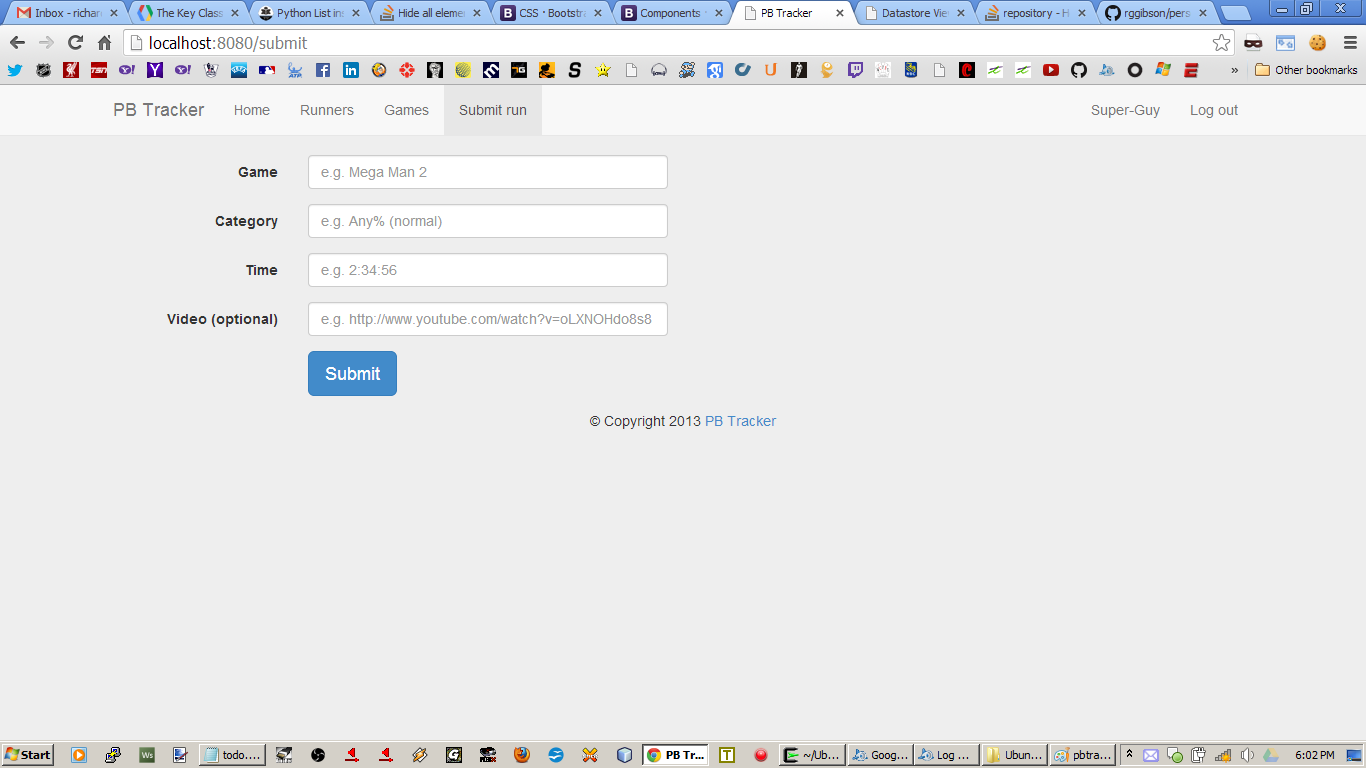 Inbox - richar
The Key Class
Python List ins
Hide all eleme
CSS · Bootstra
Components ·
PB Tracker
Datastore Vie
repository - H
rggibson/pers
localhost:8080/submit
» Other bookmarks
PB Tracker Home Runners Games Submit run Super-Guy Log out
Game e.g. Mega Man 2
Category e.g. Any% (normal)
Time e.g. 2:34:56
Video (optional) e.g. http://www.youtube.com/watch?v=oLXNOHdo8s8
Submit
© Copyright 2013 PB Tracker
Start Ws todo.... PB Tr... ~/Ub... Goog... Log ... Ubun... pbtra... 6:02 PM